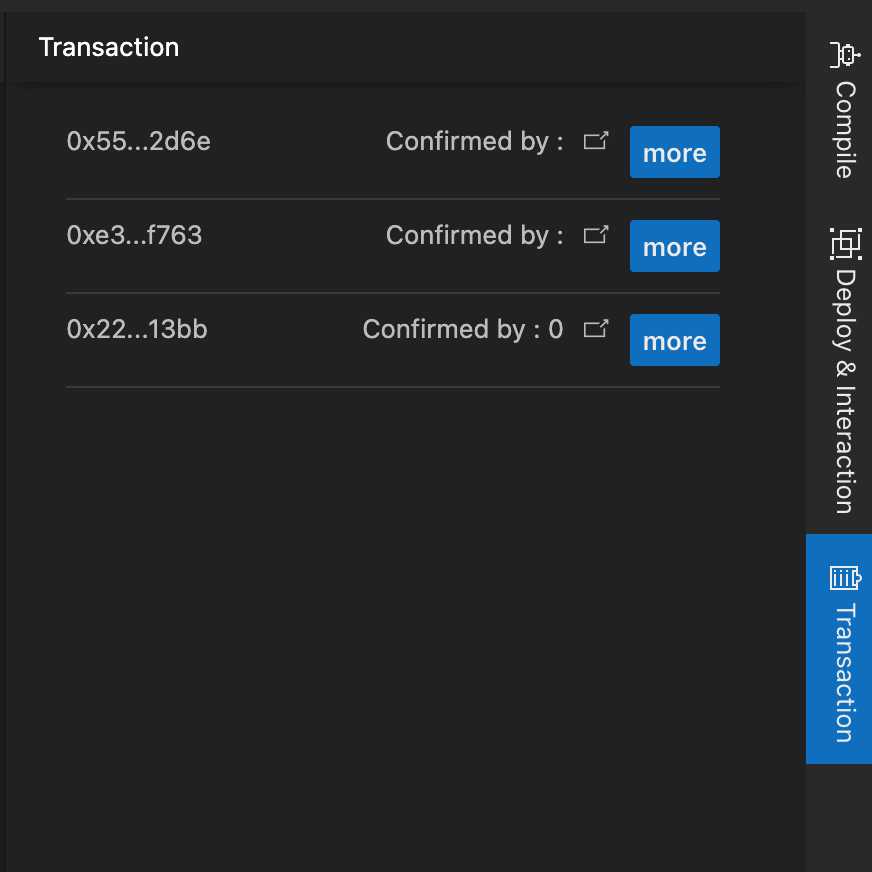 Transaction
0x55...2d6e Confirmed by : more
0xe3...f763 Confirmed by : more
0x22...13bb Confirmed by : 0 more
Compile
Deploy & Interaction
Transaction